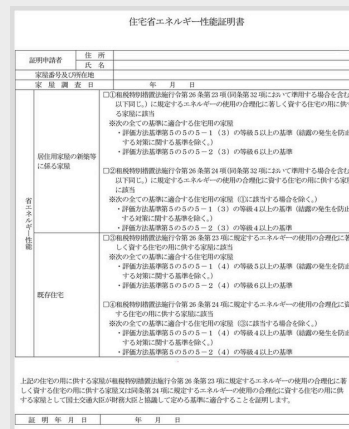 住宅省エネルギー性能証明書
証明申請者
住 所
氏 名
家屋番号及び所在地
家 屋 調 査 日
年 月 日
省エネルギー性能
居住用家屋の新築等
に係る家屋
□①租税特別措置法施行令第26条第23項(同条第32項において準用する場合を含む
以下同じ。)に規定するエネルギーの使用の合理化に著しく資する住宅の用に供す
る家屋に該当
※次の全ての基準に適合する住宅用の家屋
・評価方法基準第5の5の5-1(3)の等級5以上の基準(結露の発生を防止
する対策に関する基準を除く。)
・評価方法基準第5の5の5-2(3)の等級6以上の基準
□②租税特別措置法施行令第26条第24項(同条第32項において準用する場合を含む
以下同じ。)に規定するエネルギーの使用の合理化に資する住宅の用に供する家屋
に該当
※次の全ての基準に適合する住宅用の家屋(①に該当する場合を除く。)
・評価方法基準第5の5の5-1(3)の等級4以上の基準(結露の発生を防止
する対策に関する基準を除く。)
・評価方法基準第5の5の5-2(3)の等級4以上の基準
既存住宅
□③租税特別措置法施行令第26条第23項に規定するエネルギーの使用の合理化に著
しく資する住宅の用に供する家屋に該当
※次の全ての基準に適合する住宅用の家屋
・評価方法基準第5の5の5-1(4)の等級5以上の基準(結露の発生を防止
する対策に関する基準を除く。)
・評価方法基準第5の5の5-2(4)の等級6以上の基準
□④租税特別措置法施行令第26条第24項に規定するエネルギーの使用の合理化に資
する住宅の用に供する家屋に該当
※次の全ての基準に適合する住宅用の家屋(③に該当する場合を除く。)
・評価方法基準第5の5の5-1(4)の等級4以上の基準
・評価方法基準第5の5の5-2(4)の等級4以上の基準
上記の住宅の用に供する家屋が租税特別措置法施行令第26条第23項に規定するエネルギーの使用の合理化に著
しく資する住宅の用に供する家屋又は同条第24項に規定するエネルギーの使用の合理化に資する住宅の用に供
する家屋として国土交通大臣が財務大臣と協議して定める基準に適合することを証明します。
証 明 年 月 日
年 月 日